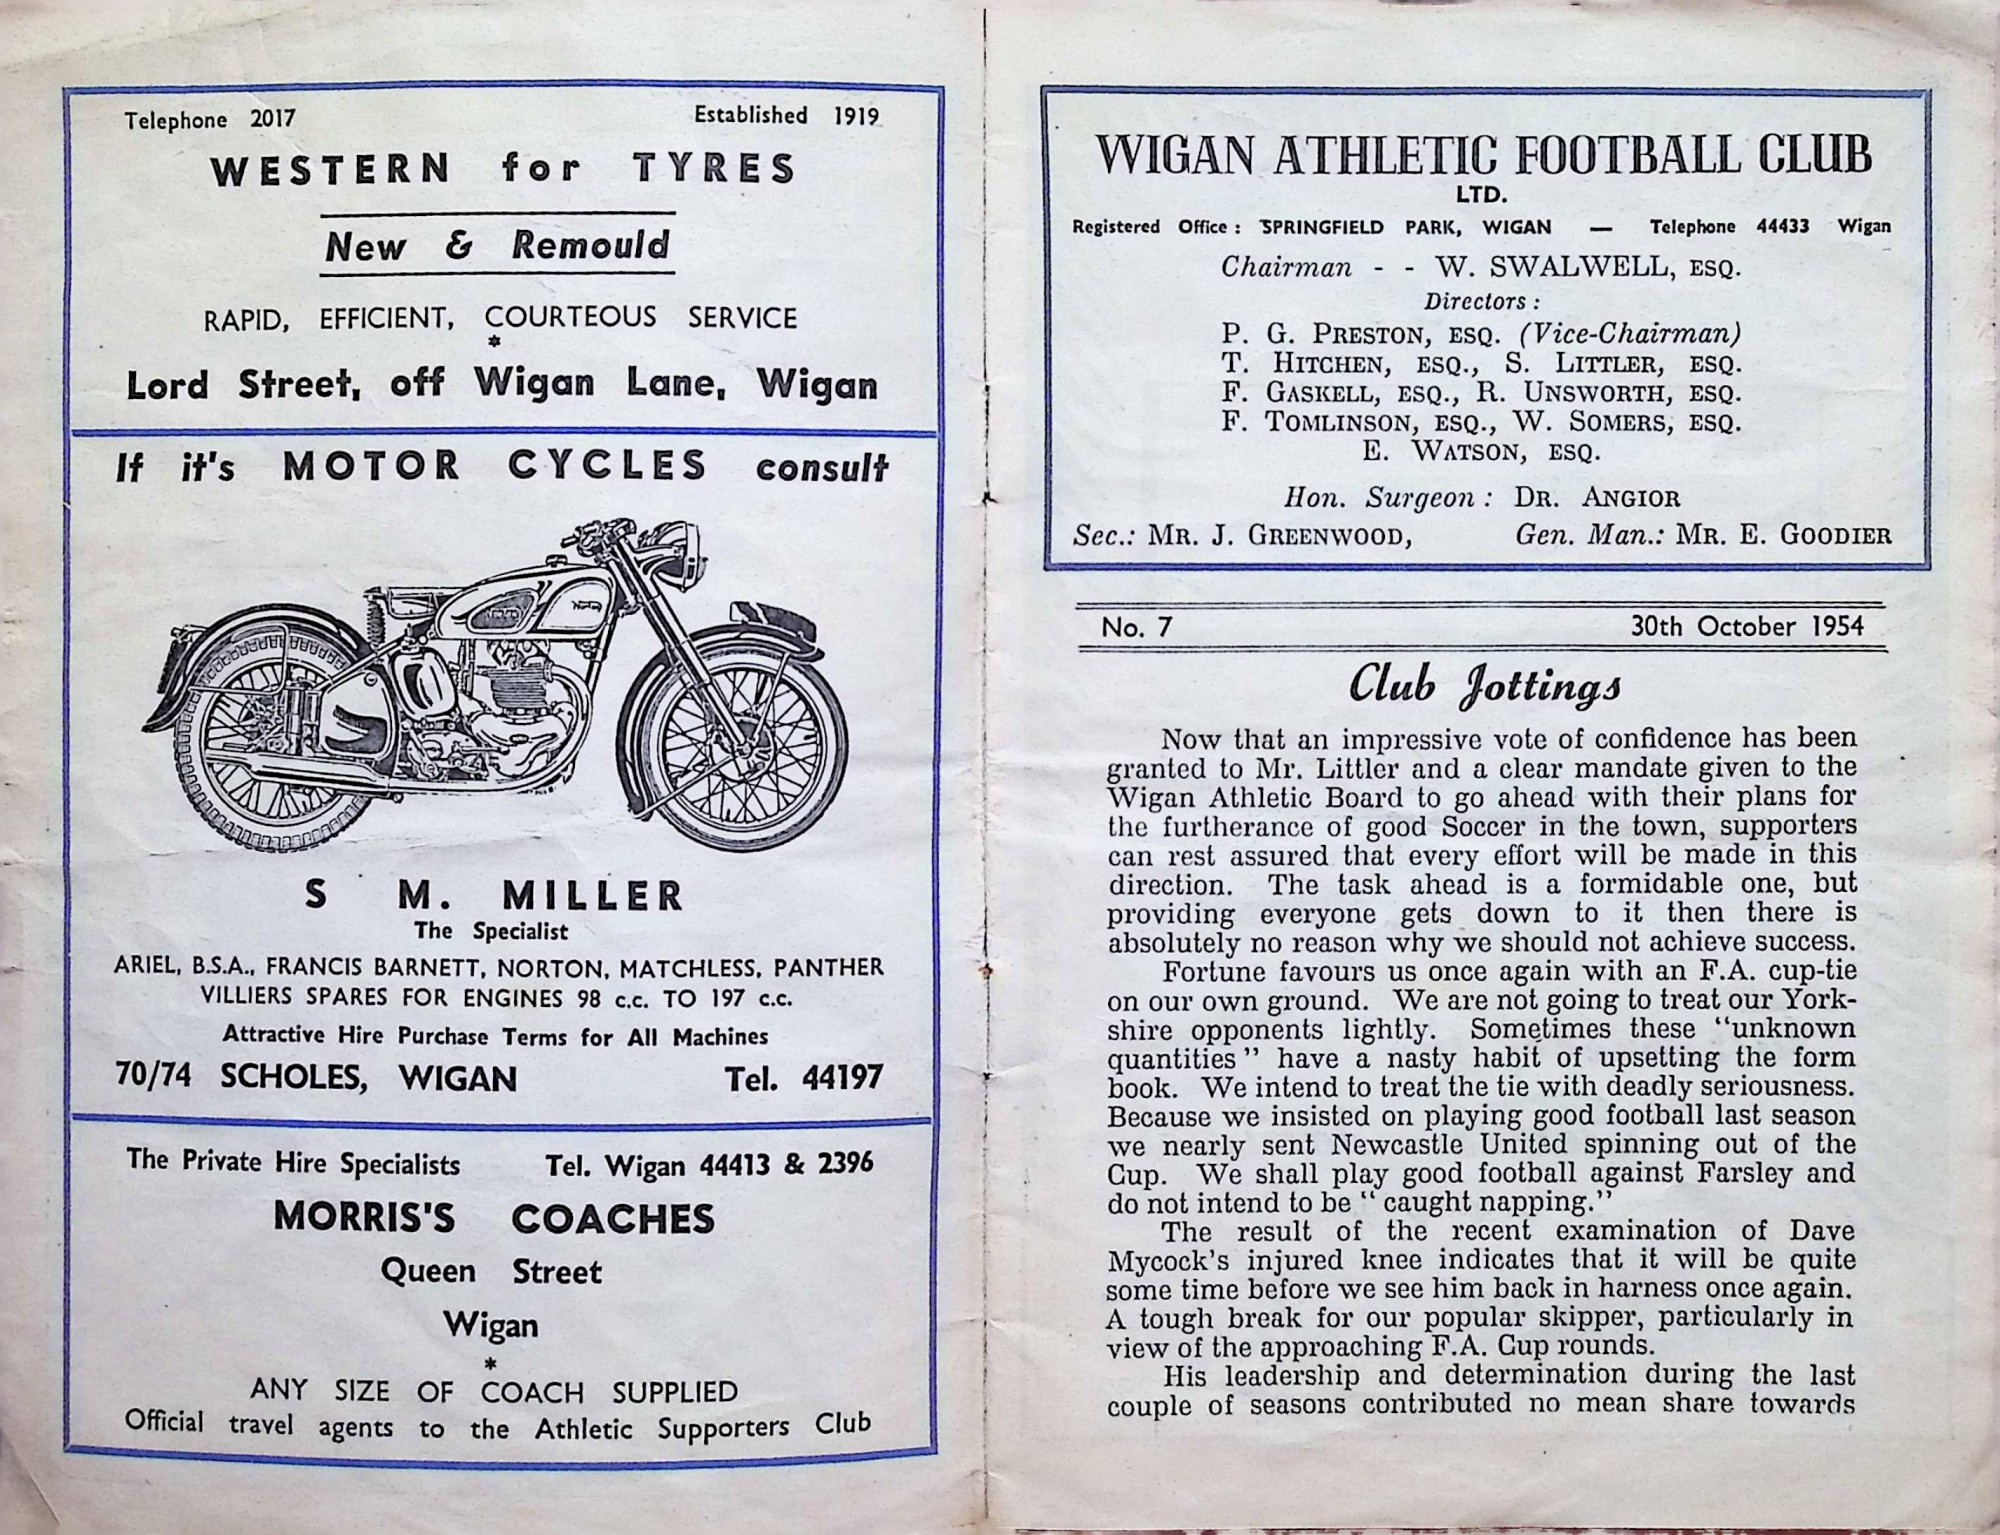 Telephone 2017 Established 1919
WESTERN for TYRES
New & Remould
RAPID, EFFICIENT, COURTEOUS SERVICE
*
Lord Street, off Wigan Lane, Wigan
If it's MOTOR CYCLES consult
Norton
S M. MILLER
The Specialist
ARIEL, B.S.A., FRANCIS BARNETT, NORTON, MATCHLESS, PANTHER
VILLIERS SPARES FOR ENGINES 98 c.c. TO 197 c.c.
Attractive Hire Purchase Terms for All Machines
70/74 SCHOLES, WIGAN Tel. 44197
The Private Hire Specialists Tel. Wigan 44413 & 2396
MORRIS'S COACHES
Queen Street
Wigan
*
ANY SIZE OF COACH SUPPLIED
Official travel agents to the Athletic Supporters Club
WIGAN ATHLETIC FOOTBALL CLUB
LTD.
Registered Office : SPRINGFIELD PARK, WIGAN — Telephone 44433 Wigan
Chairman - - W. SWALWELL, ESQ.
Directors :
P. G. PRESTON, ESQ. (Vice-Chairman)
T. HITCHEN, ESQ., S. LITTLER, ESQ.
F. GASKELL, ESQ., R. UNSWORTH, ESQ.
F. TOMLINSON, ESQ., W. SOMERS, ESQ.
E. WATSON, ESQ.
Hon. Surgeon : DR. ANGIOR
Sec.: MR. J. GREENWOOD, Gen. Man.: MR. E. GOODIER
No. 7 30th October 1954
Club Jottings
Now that an impressive vote of confidence has been
granted to Mr. Littler and a clear mandate given to the
Wigan Athletic Board to go ahead with their plans for
the furtherance of good Soccer in the town, supporters
can rest assured that every effort will be made in this
direction. The task ahead is a formidable one, but
providing everyone gets down to it then there is
absolutely no reason why we should not achieve success.
Fortune favours us once again with an F.A. cup-tie
on our own ground. We are not going to treat our York-
shire opponents lightly. Sometimes these "unknown
quantities" have a nasty habit of upsetting the form
book. We intend to treat the tie with deadly seriousness.
Because we insisted on playing good football last season
we nearly sent Newcastle United spinning out of the
Cup. We shall play good football against Farsley and
do not intend to be "caught napping."
The result of the recent examination of Dave
Mycock's injured knee indicates that it will be quite
some time before we see him back in harness once again.
A tough break for our popular skipper, particularly in
view of the approaching F.A. Cup rounds.
His leadership and determination during the last
couple of seasons contributed no mean share towards